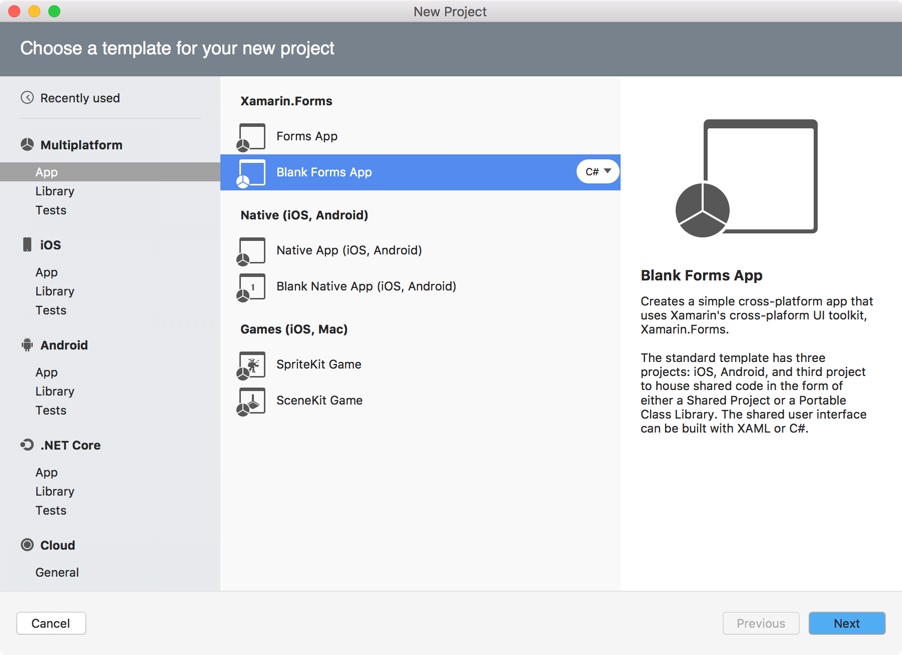 New Project
Choose a template for your new project
Recently used
Multiplatform
App
Library
Tests
iOS
App
Library
Tests
Android
App
Library
Tests
.NET Core
App
Library
Tests
Cloud
General
Xamarin.Forms
Forms App
Blank Forms App
C#
Native (iOS, Android)
Native App (iOS, Android)
1
Blank Native App (iOS, Android)
Games (iOS, Mac)
SpriteKit Game
SceneKit Game
Blank Forms App
Creates a simple cross-platform app that
uses Xamarin's cross-plaform UI toolkit,
Xamarin.Forms.
The standard template has three
projects: iOS, Android, and third project
to house shared code in the form of
either a Shared Project or a Portable
Class Library. The shared user interface
can be built with XAML or C#.
Cancel
Previous
Next